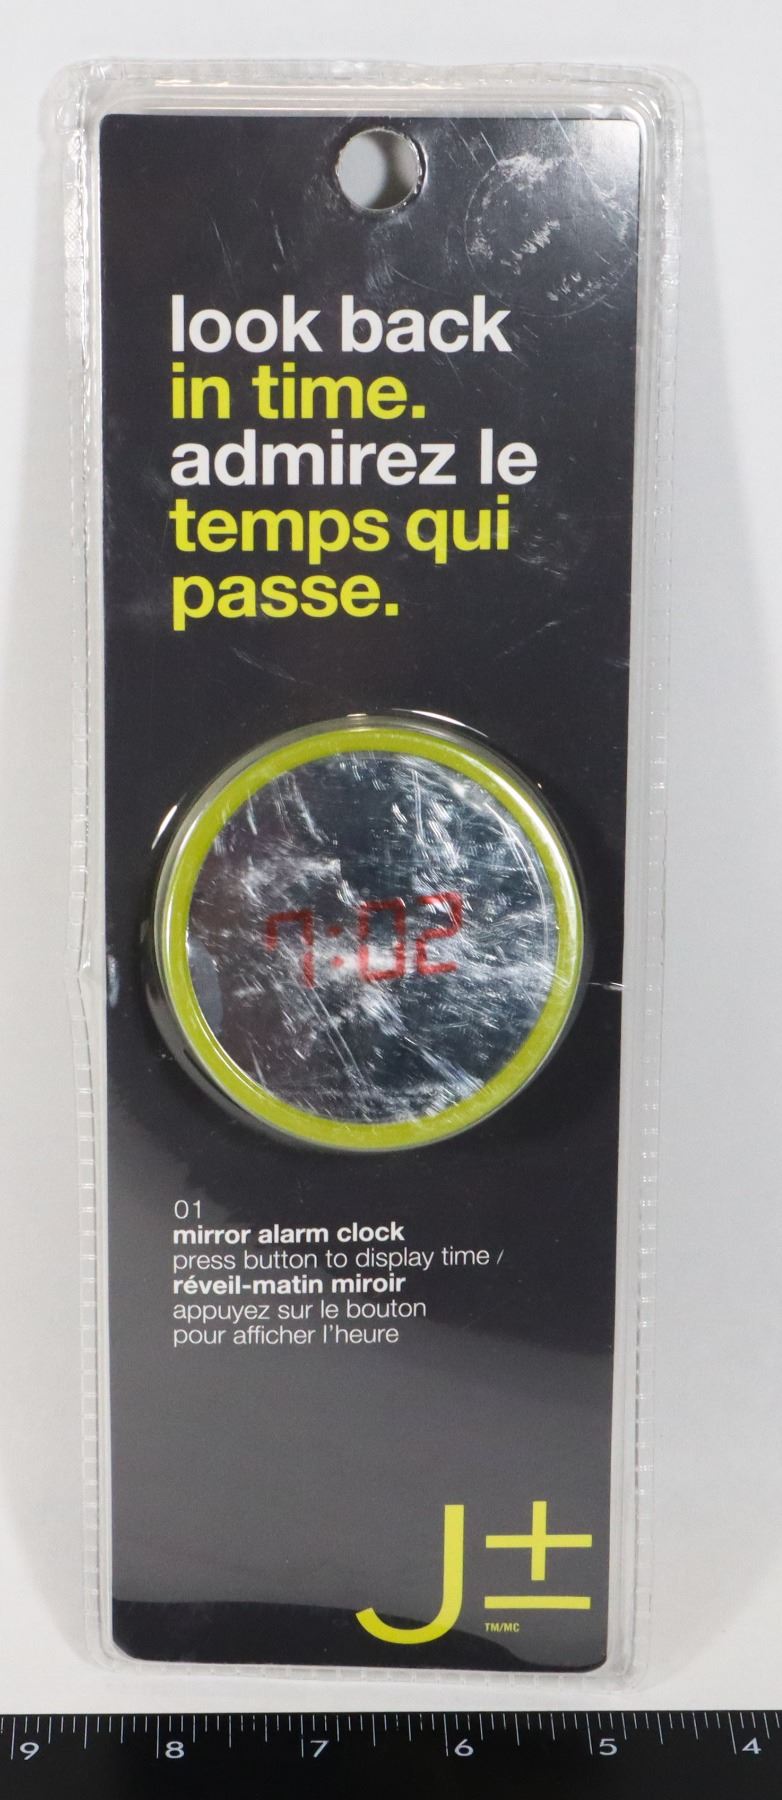 look back
in time.
admirez le
temps qui
passe.
7:02
01
mirror alarm clock
press button to display time /
réveil-matin miroir
appuyez sur le bouton
pour afficher l'heure
J±
TM/MC
9 8 7 6 5 4